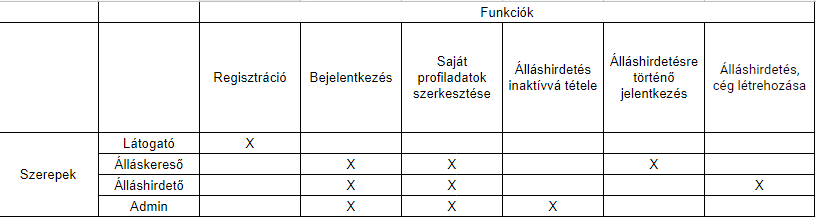 Funkciók
Regisztráció
Bejelentkezés
Saját
profiladatok
szerkesztése
Álláshirdetés
inaktívvá tétele
Álláshirdetésre
történő
jelentkezés
Álláshirdetés,
cég létrehozása
Szerepek
Látogató X
Álláskereső X X X
Álláshirdető X X X
Admin X X X